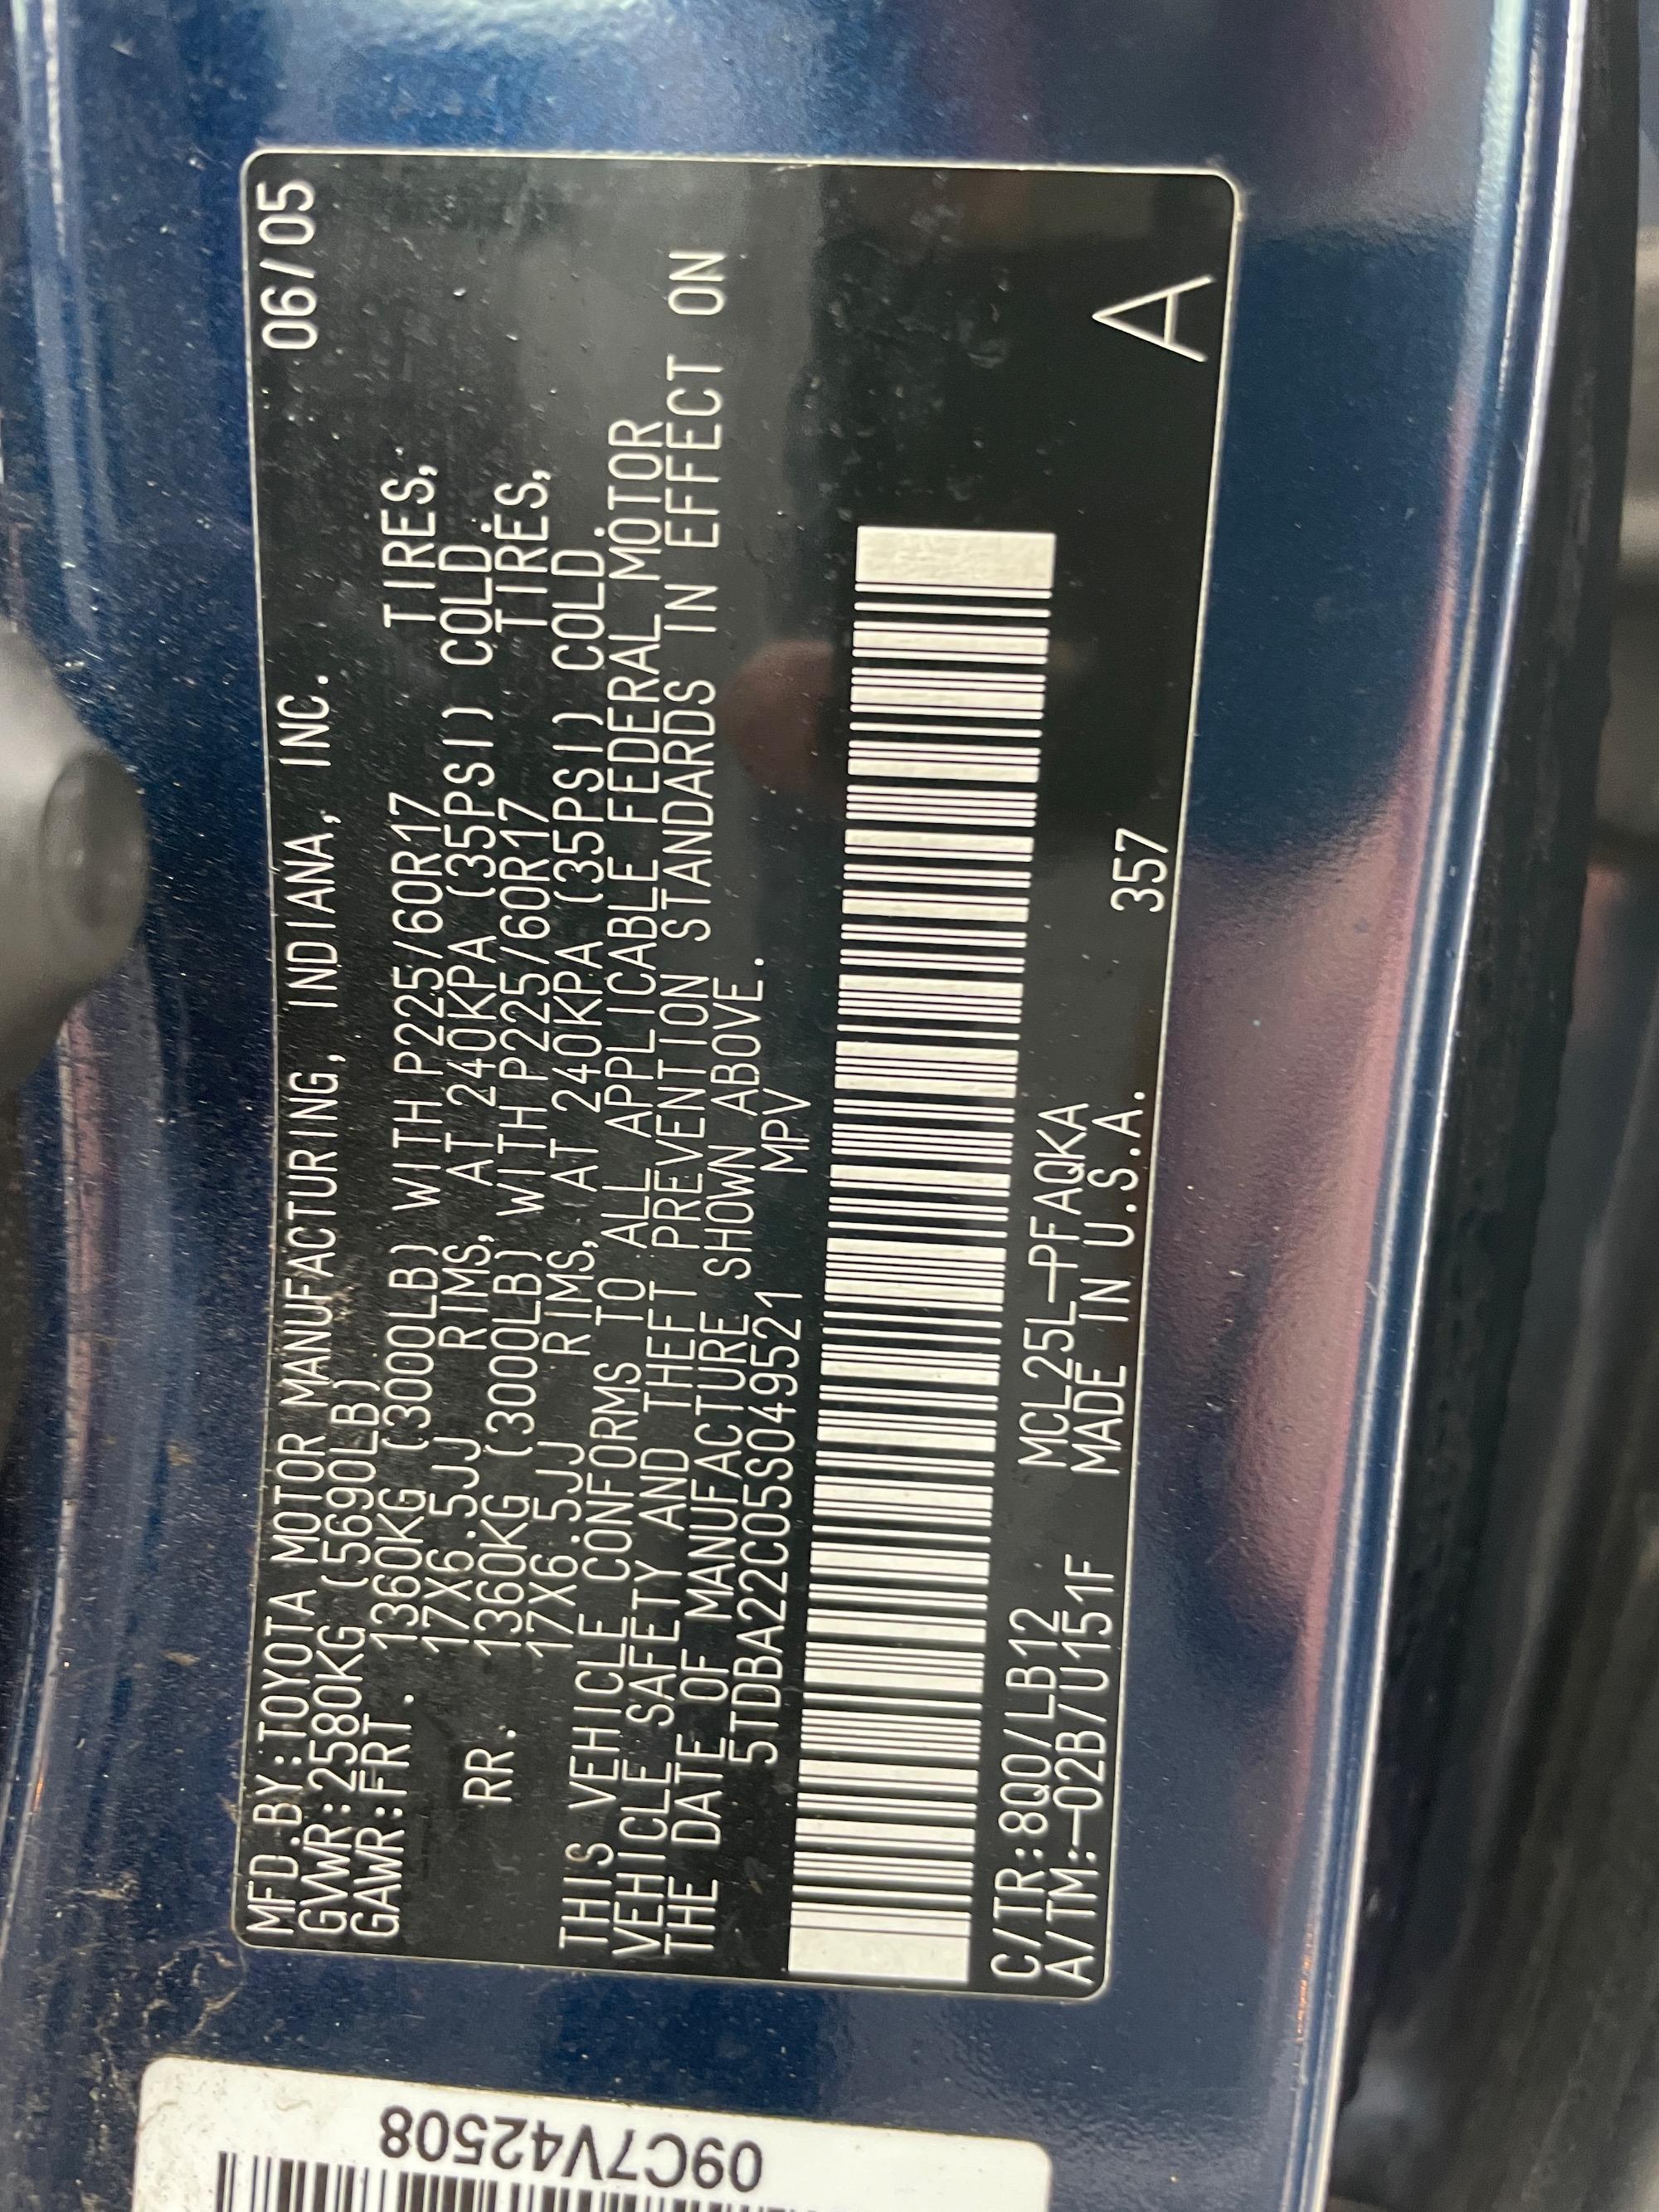 MFD.BY:TOYOTA MOTOR MANUFACTURING, INDIANA, INC. 06/05
GVWR:2580KG (5690LB)
GAWR:FRT. 1360KG (3000LB) WITH P225/60R17 TIRES,
17X6.5JJ RIMS, AT 240KPA (35PSI) COLD
RR. 1360KG (3000LB) WITH P225/60R17 TIRES,
17X6.5JJ RIMS, AT 240KPA (35PSI) COLD.
THIS VEHICLE CONFORMS TO ALL APPLICABLE FEDERAL MOTOR
VEHICLE SAFETY AND THEFT PREVENTION STANDARDS IN EFFECT ON
THE DATE OF MANUFACTURE SHOWN ABOVE.
5TDBA22C05S049521 MPV
C/TR:8Q0/LB12 MCL25L-PFAQKA
A/TM:-02B/U151F MADE IN U.S.A. 357
A
09C7V42508